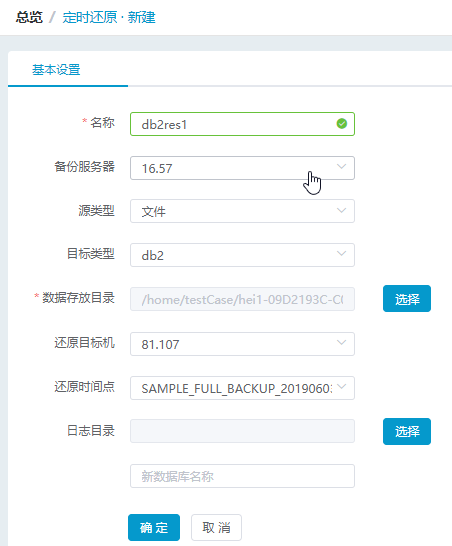 总览 / 定时还原 · 新建
基本设置
* 名称 db2res1
备份服务器 16.57
源类型 文件
目标类型 db2
* 数据存放目录 /home/testCase/hei1-09D2193C-C 选择
还原目标机 81.107
还原时间点 SAMPLE_FULL_BACKUP_2019060
日志目录 选择
新数据库名称
确 定 取 消